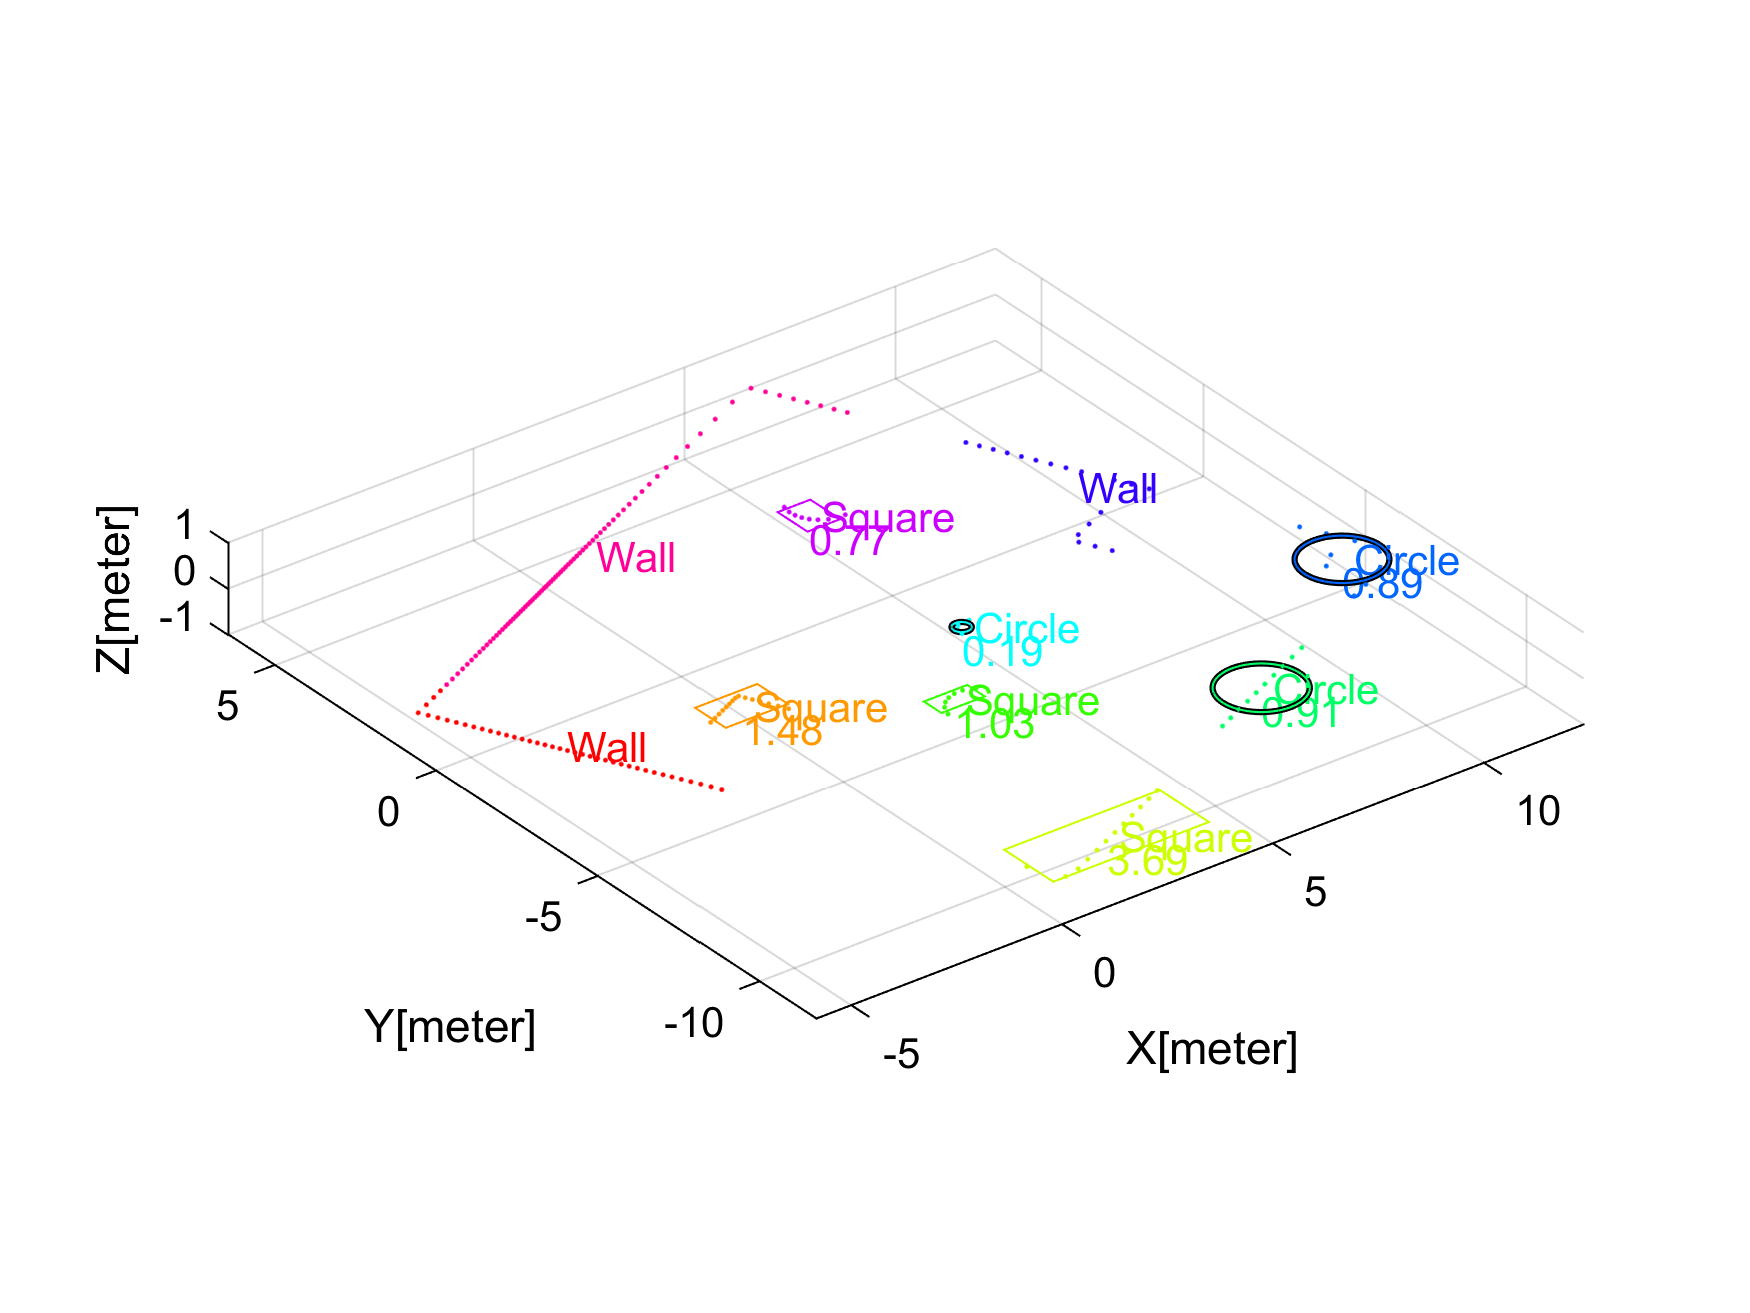 Z[meter]
1
0
-1
5
0
-5
-10
Y[meter]
-5
0
5
10
X[meter]
Wall
Wall
Wall
Square
0.77
Circle
0.89
Circle
0.19
Square
1.48
Square
1.03
Circle
0.91
Square
3.69